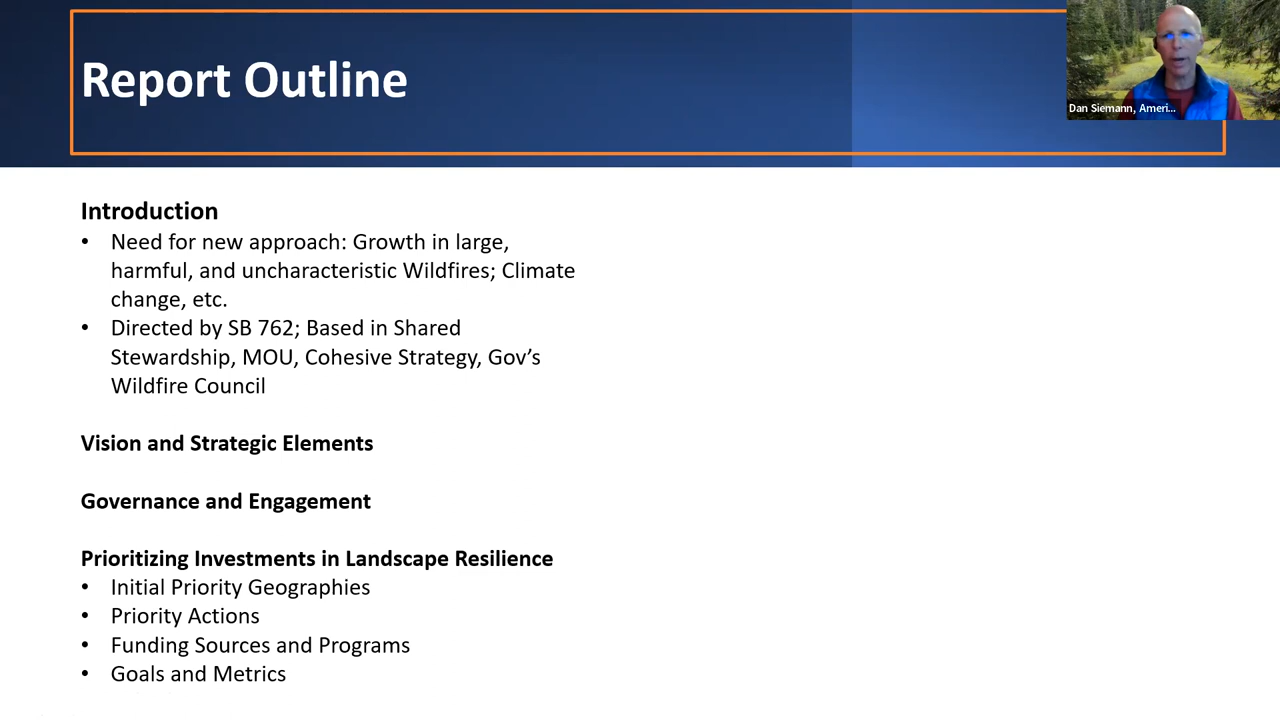 Report Outline
Dan Siemann, Ameri...
Introduction
• Need for new approach: Growth in large,
harmful, and uncharacteristic Wildfires; Climate
change, etc.
• Directed by SB 762; Based in Shared
Stewardship, MOU, Cohesive Strategy, Gov’s
Wildfire Council
Vision and Strategic Elements
Governance and Engagement
Prioritizing Investments in Landscape Resilience
• Initial Priority Geographies
• Priority Actions
• Funding Sources and Programs
• Goals and Metrics